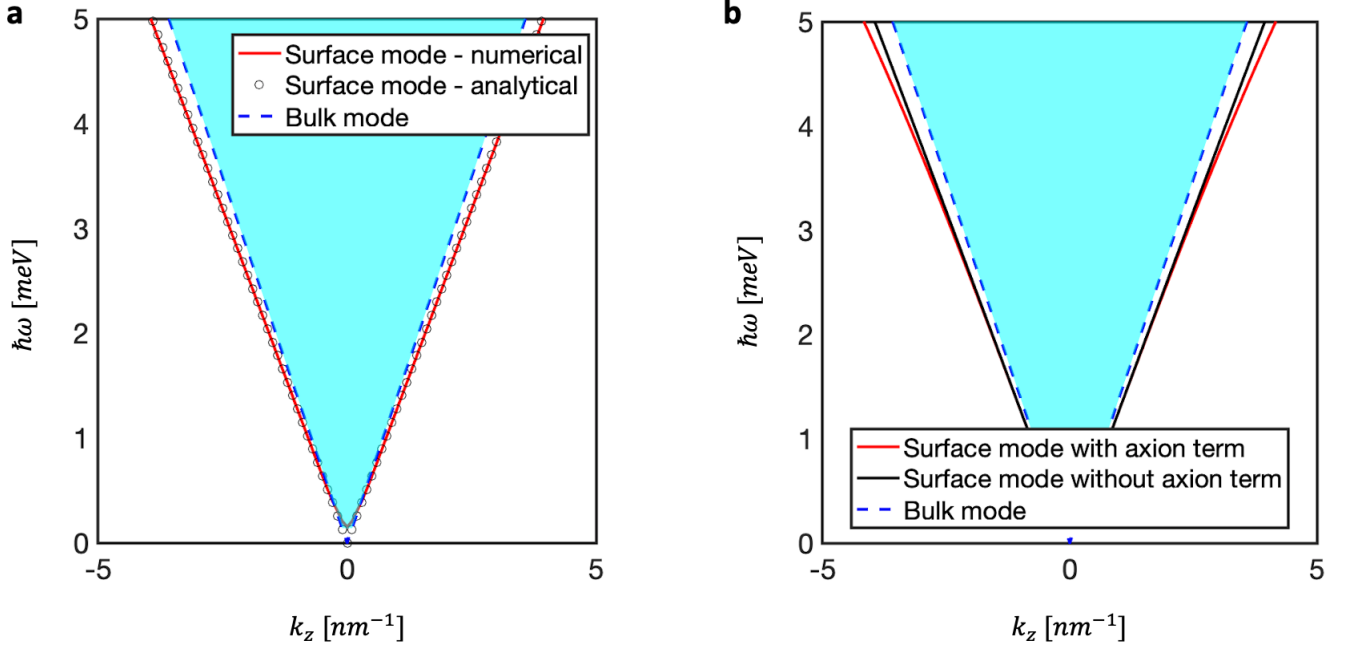 a
5
4
3
2
1
0
ħω [meV]
Surface mode - numerical
Surface mode - analytical
Bulk mode
-5
0
5
k_z [nm⁻¹]
b
5
4
3
2
1
0
ħω [meV]
Surface mode with axion term
Surface mode without axion term
Bulk mode
-5
0
5
k_z [nm⁻¹]